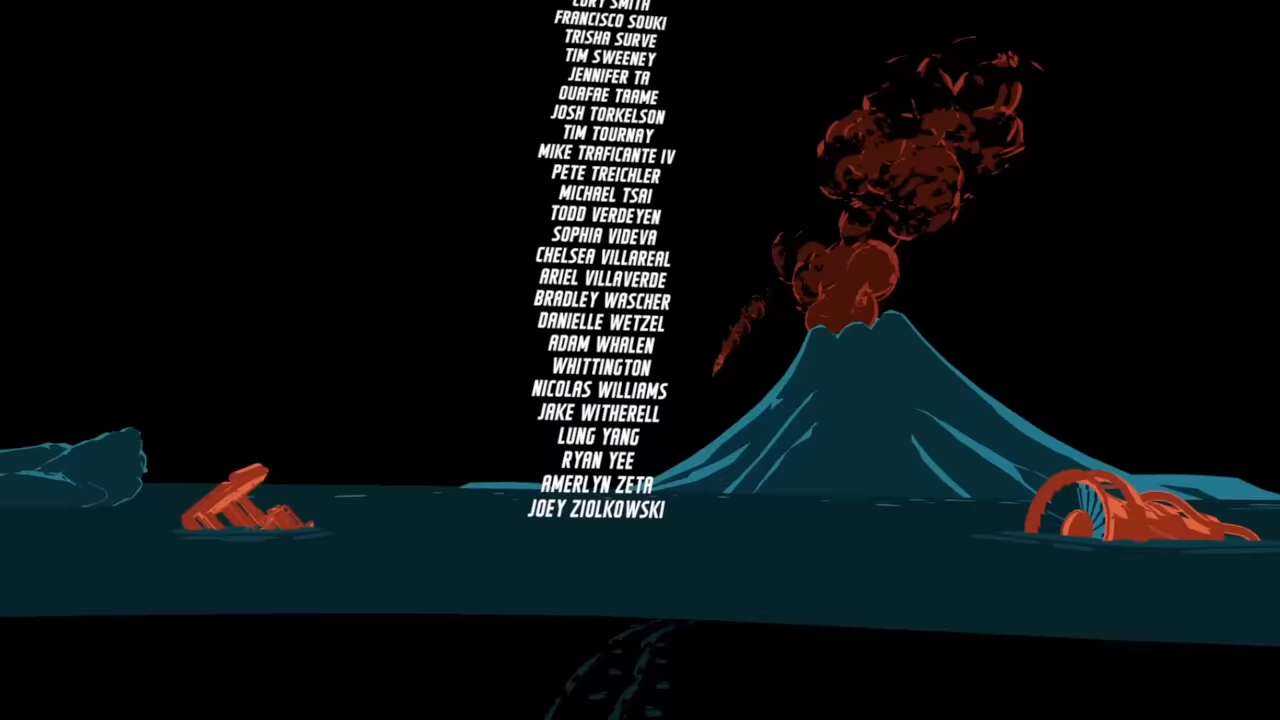 CORY SMITH
FRANCISCO SOUKI
TRISHA SURVE
TIM SWEENEY
JENNIFER TA
OUAFAE TAAME
JOSH TORKELSON
TIM TOURNAY
MIKE TRAFICANTE IV
PETE TREICHLER
MICHAEL TSAI
TODD VERDEYEN
SOPHIA VIDEVA
CHELSEA VILLAREAL
ARIEL VILLAVERDE
BRADLEY WASCHER
DANIELLE WETZEL
ADAM WHALEN
WHITTINGTON
NICOLAS WILLIAMS
JAKE WITHERELL
LUNG YANG
RYAN YEE
AMERLYN ZETA
JOEY ZIOLKOWSKI